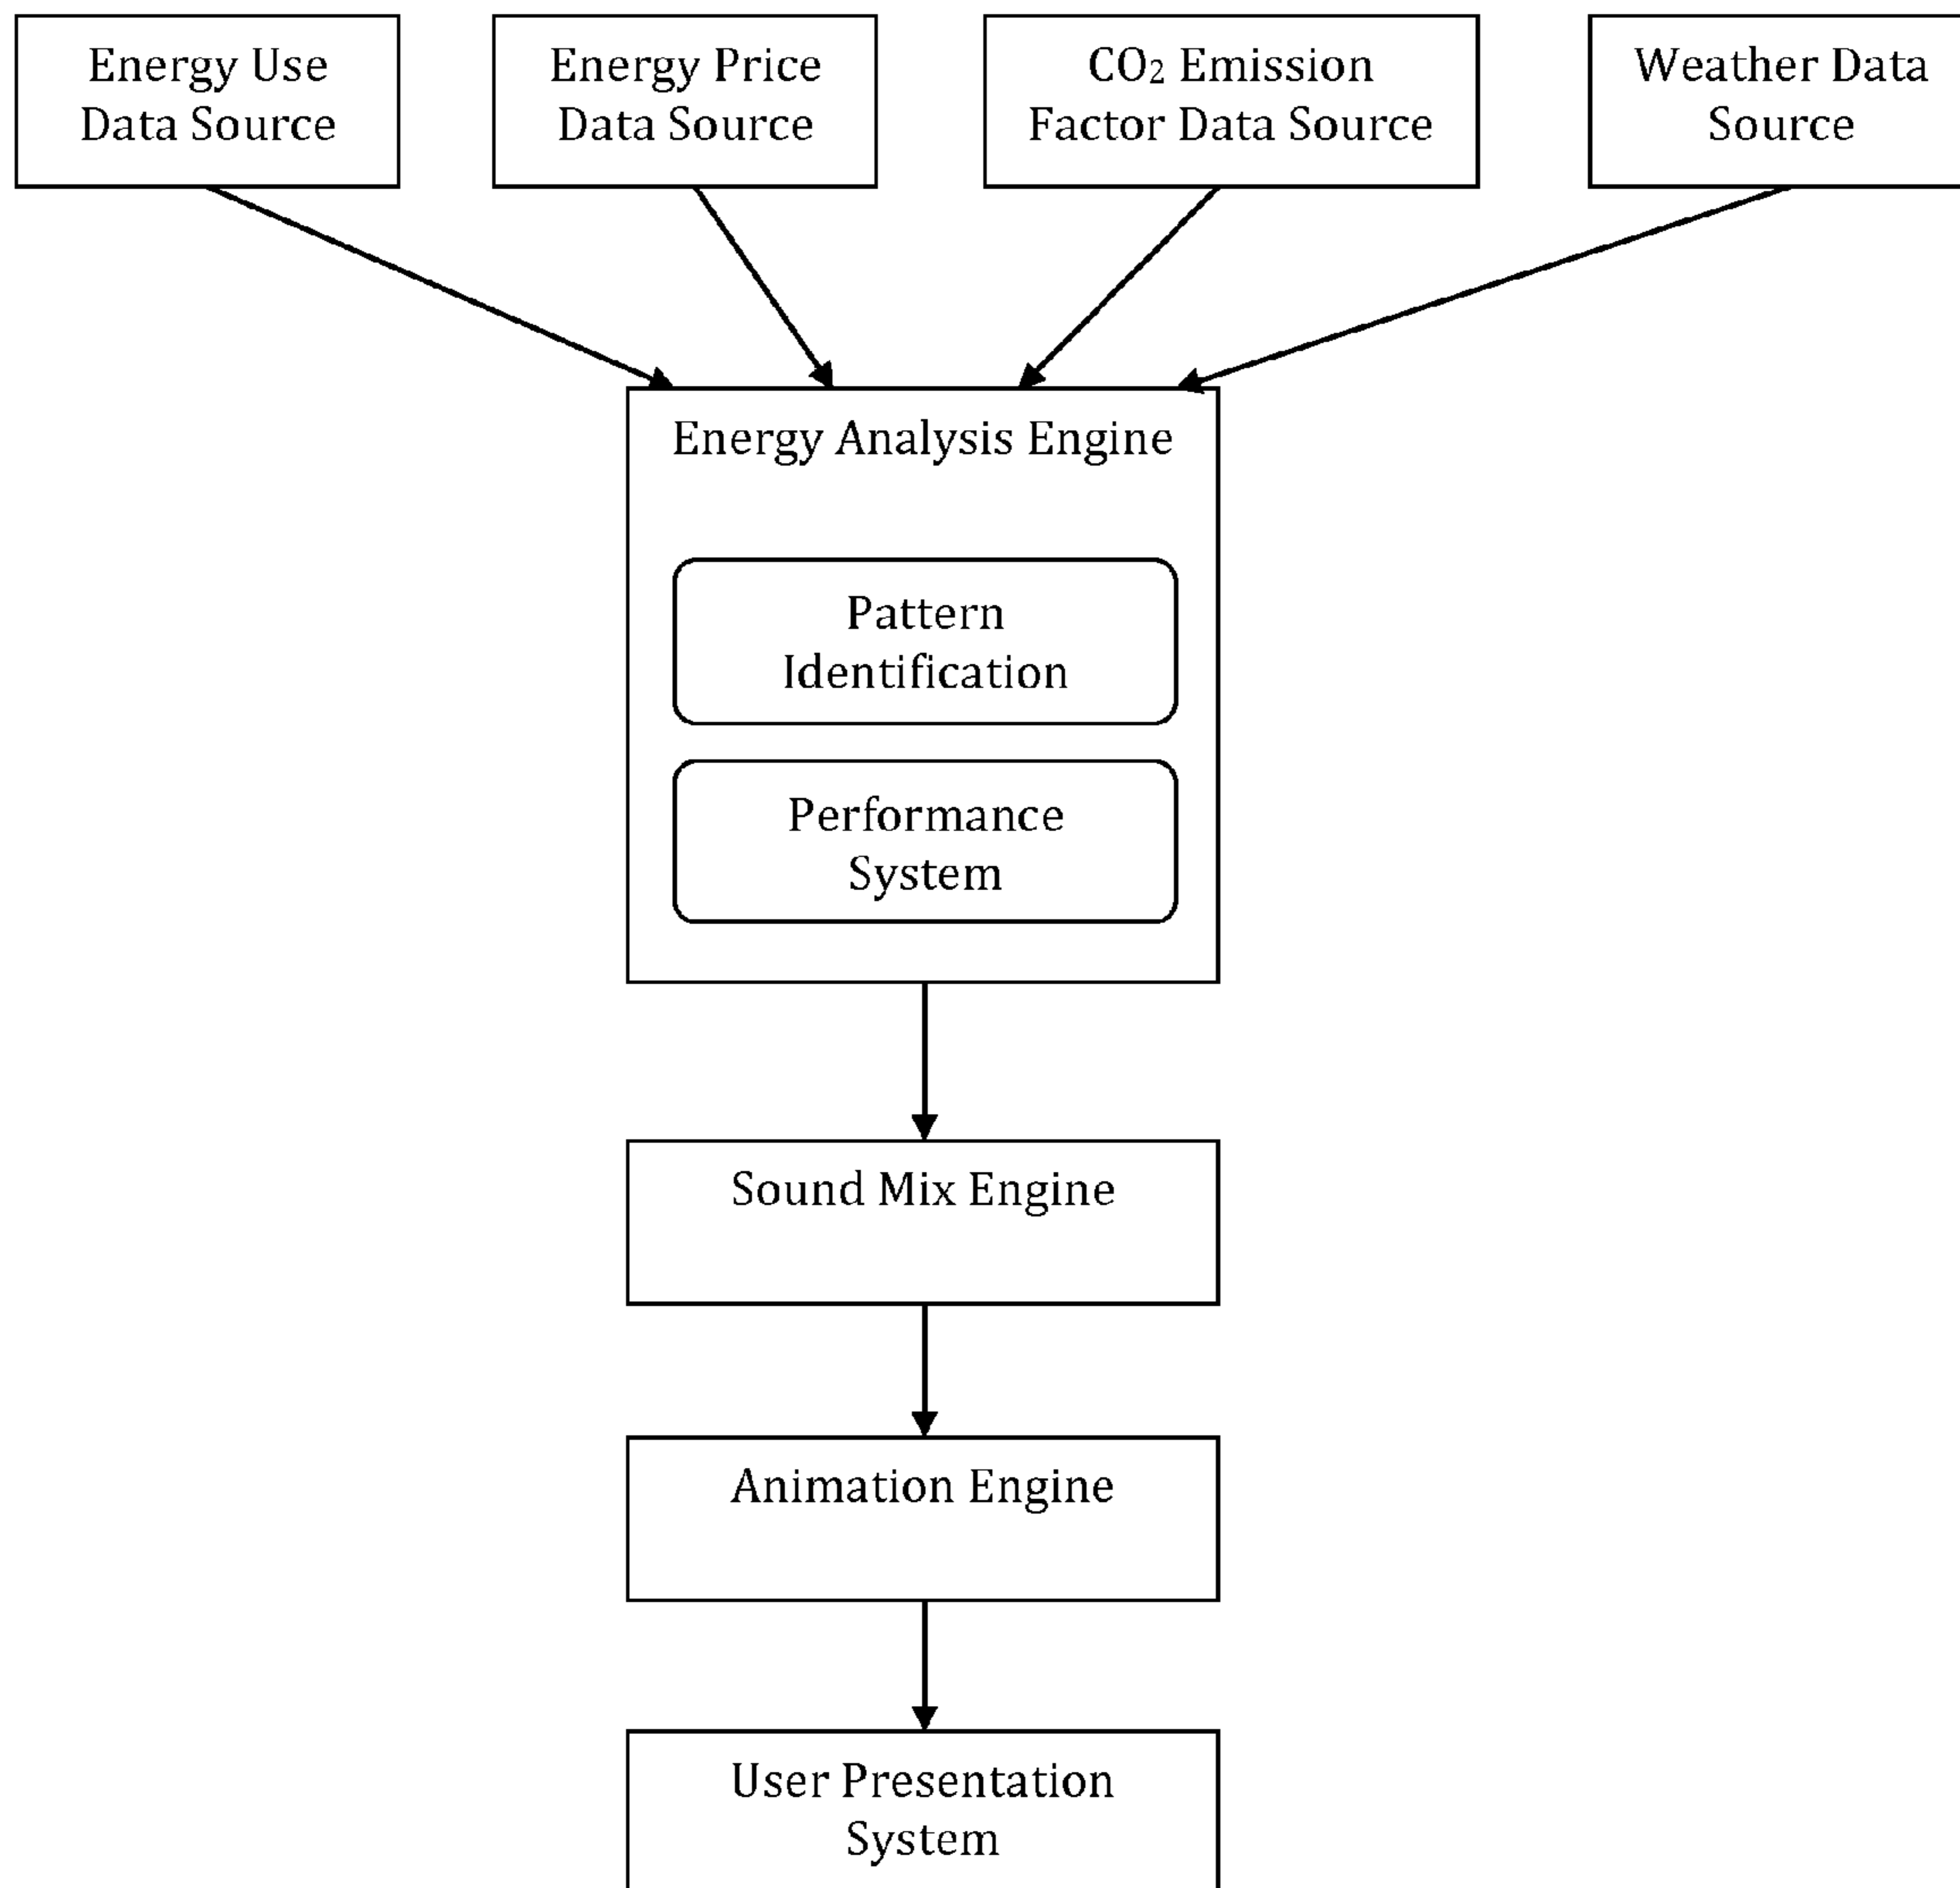 Energy Use
Data Source
Energy Price
Data Source
CO₂ Emission
Factor Data Source
Weather Data
Source
Energy Analysis Engine
Pattern
Identification
Performance
System
Sound Mix Engine
Animation Engine
User Presentation
System